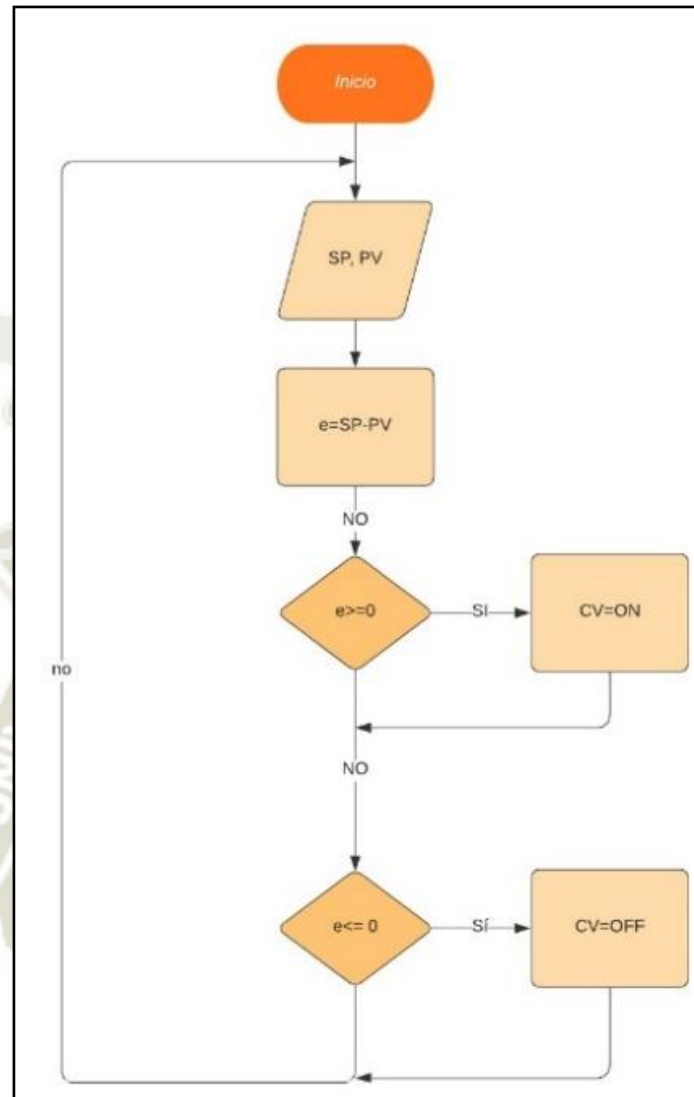 Inicio
SP, PV
e=SP-PV
NO
e>=0
SI
CV=ON
no
NO
e<= 0
Sí
CV=OFF